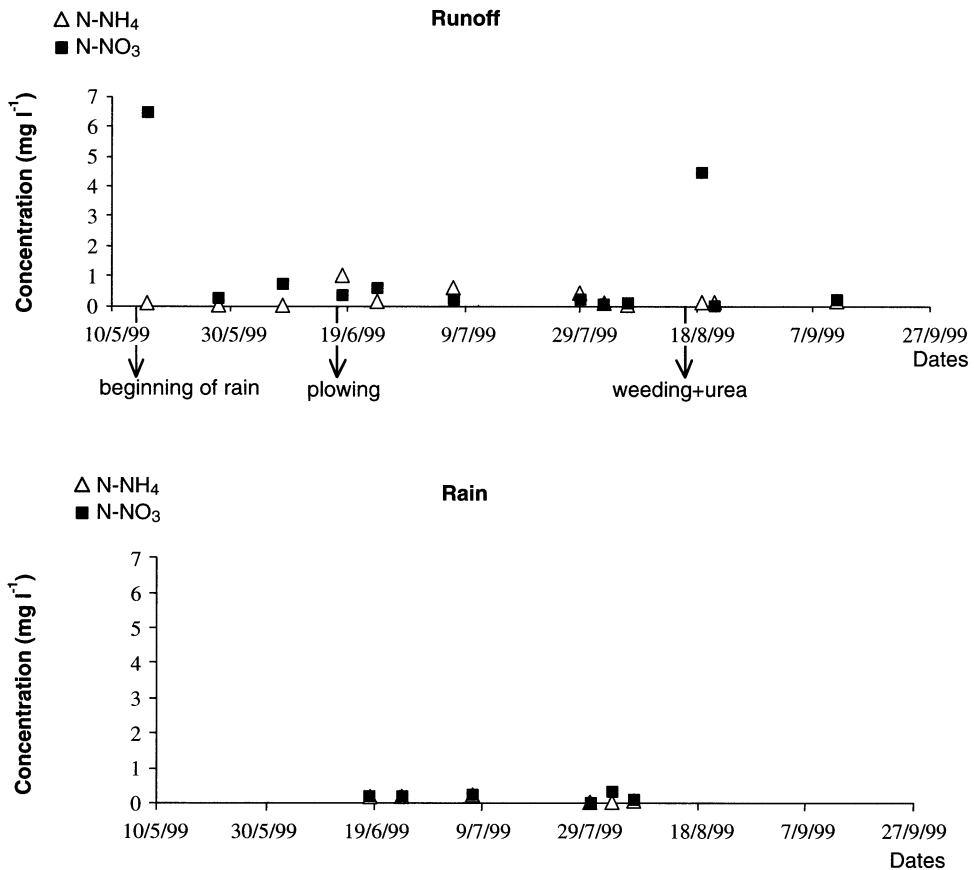 Runoff
△ N-NH₄
■ N-NO₃
Concentration (mg l⁻¹)
7
6
5
4
3
2
1
0
10/5/99 30/5/99 19/6/99 9/7/99 29/7/99 18/8/99 7/9/99 27/9/99
Dates
beginning of rain plowing weeding+urea
Rain
△ N-NH₄
■ N-NO₃
Concentration (mg l⁻¹)
7
6
5
4
3
2
1
0
10/5/99 30/5/99 19/6/99 9/7/99 29/7/99 18/8/99 7/9/99 27/9/99
Dates